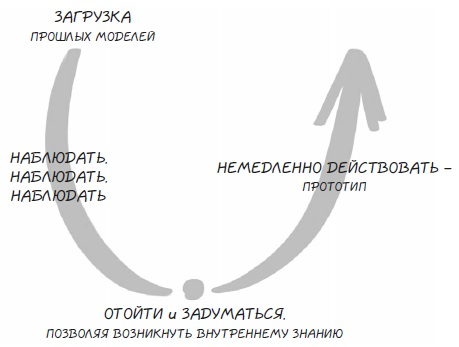 ЗАГРУЗКА
ПРОШЛЫХ МОДЕЛЕЙ
НАБЛЮДАТЬ.
НАБЛЮДАТЬ.
НАБЛЮДАТЬ
НЕМЕДЛЕННО ДЕЙСТВОВАТЬ –
ПРОТОТИП
ОТОЙТИ и ЗАДУМАТЬСЯ.
ПОЗВОЛЯЯ ВОЗНИКНУТЬ ВНУТРЕННЕМУ ЗНАНИЮ